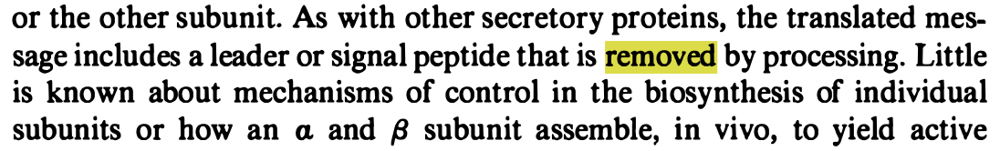 or the other subunit. As with other secretory proteins, the translated mes-
sage includes a leader or signal peptide that is removed by processing. Little
is known about mechanisms of control in the biosynthesis of individual
subunits or how an α and β subunit assemble, in vivo, to yield active